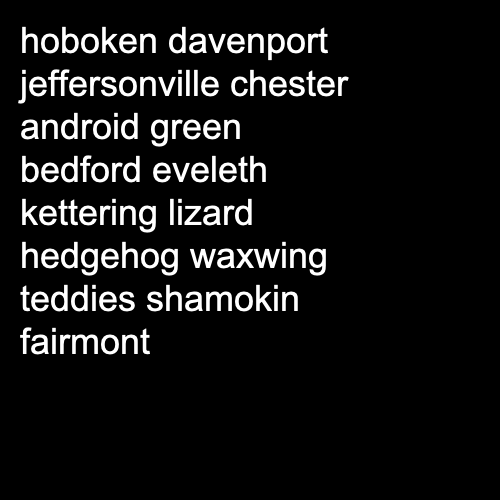 hoboken davenport
jeffersonville chester
android green
bedford eveleth
kettering lizard
hedgehog waxwing
teddies shamokin
fairmont